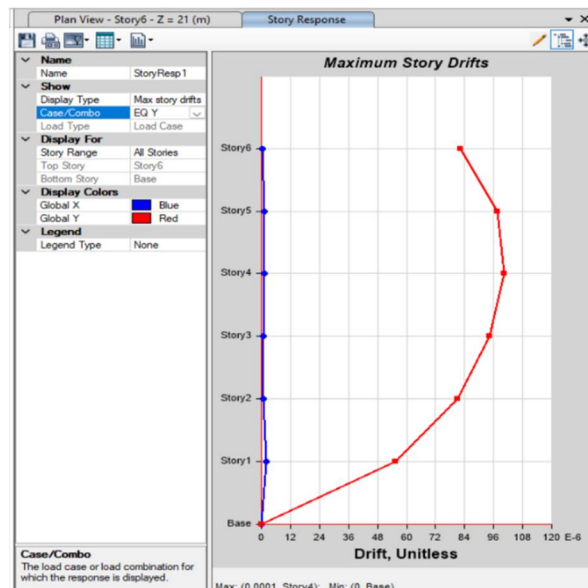 Plan View - Story6 - Z = 21 (m)
Story Response
Name
Name StoryResp1
Show
Display Type Max story drifts
Case/Combo EQ Y
Load Type Load Case
Display For
Story Range All Stories
Top Story Story6
Bottom Story Base
Display Colors
Global X Blue
Global Y Red
Legend
Legend Type None
Case/Combo
The load case or load combination for
which the response is displayed.
Maximum Story Drifts
Story6
Story5
Story4
Story3
Story2
Story1
Base
0 12 24 36 48 60 72 84 96 108 120 E-6
Drift, Unitless
Max: (0.0001, Story4); Min: (0, Base)